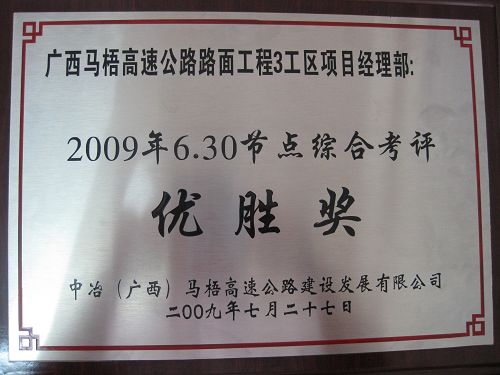 广西马梧高速公路路面工程3工区项目经理部:
2009年6.30节点综合考评
优胜奖
中冶（广西）马梧高速公路建设发展有限公司
二00九年七月二十七日